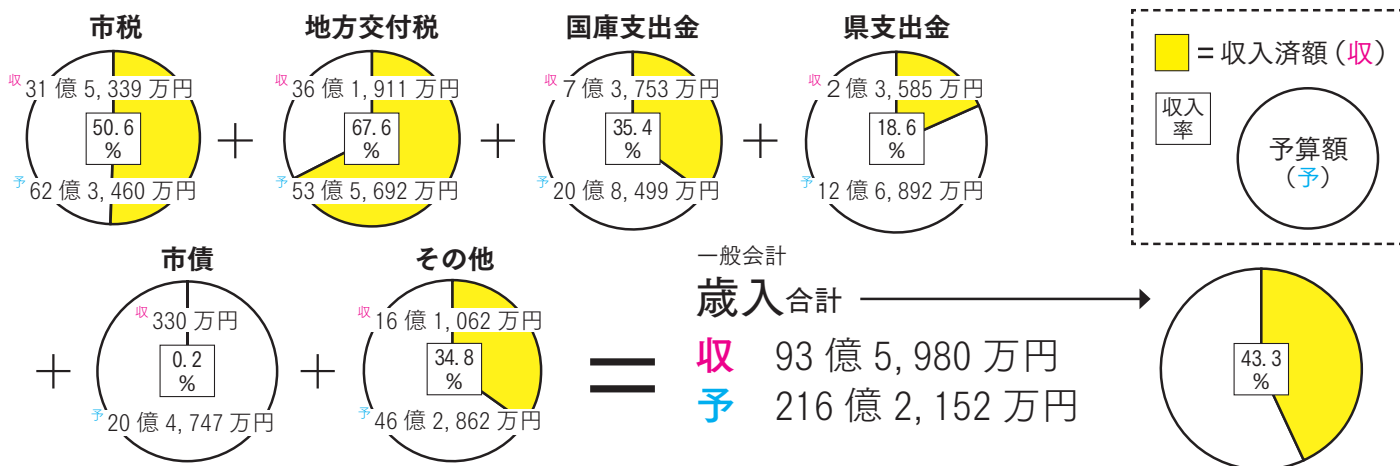 市税
収 31 億 5,339 万円
50.6
%
予 62 億 3,460 万円
+
地方交付税
収 36 億 1,911 万円
67.6
%
予 53 億 5,692 万円
+
国庫支出金
収 7 億 3,753 万円
35.4
%
予 20 億 8,499 万円
+
県支出金
収 2 億 3,585 万円
18.6
%
予 12 億 6,892 万円
= 収入済額 (収)
収入
率
予算額
(予)
+
市債
収 330 万円
0.2
%
予 20 億 4,747 万円
+
その他
収 16 億 1,062 万円
34.8
%
予 46 億 2,862 万円
=
一般会計
歳入合計
収 93 億 5,980 万円
予 216 億 2,152 万円
43.3
%